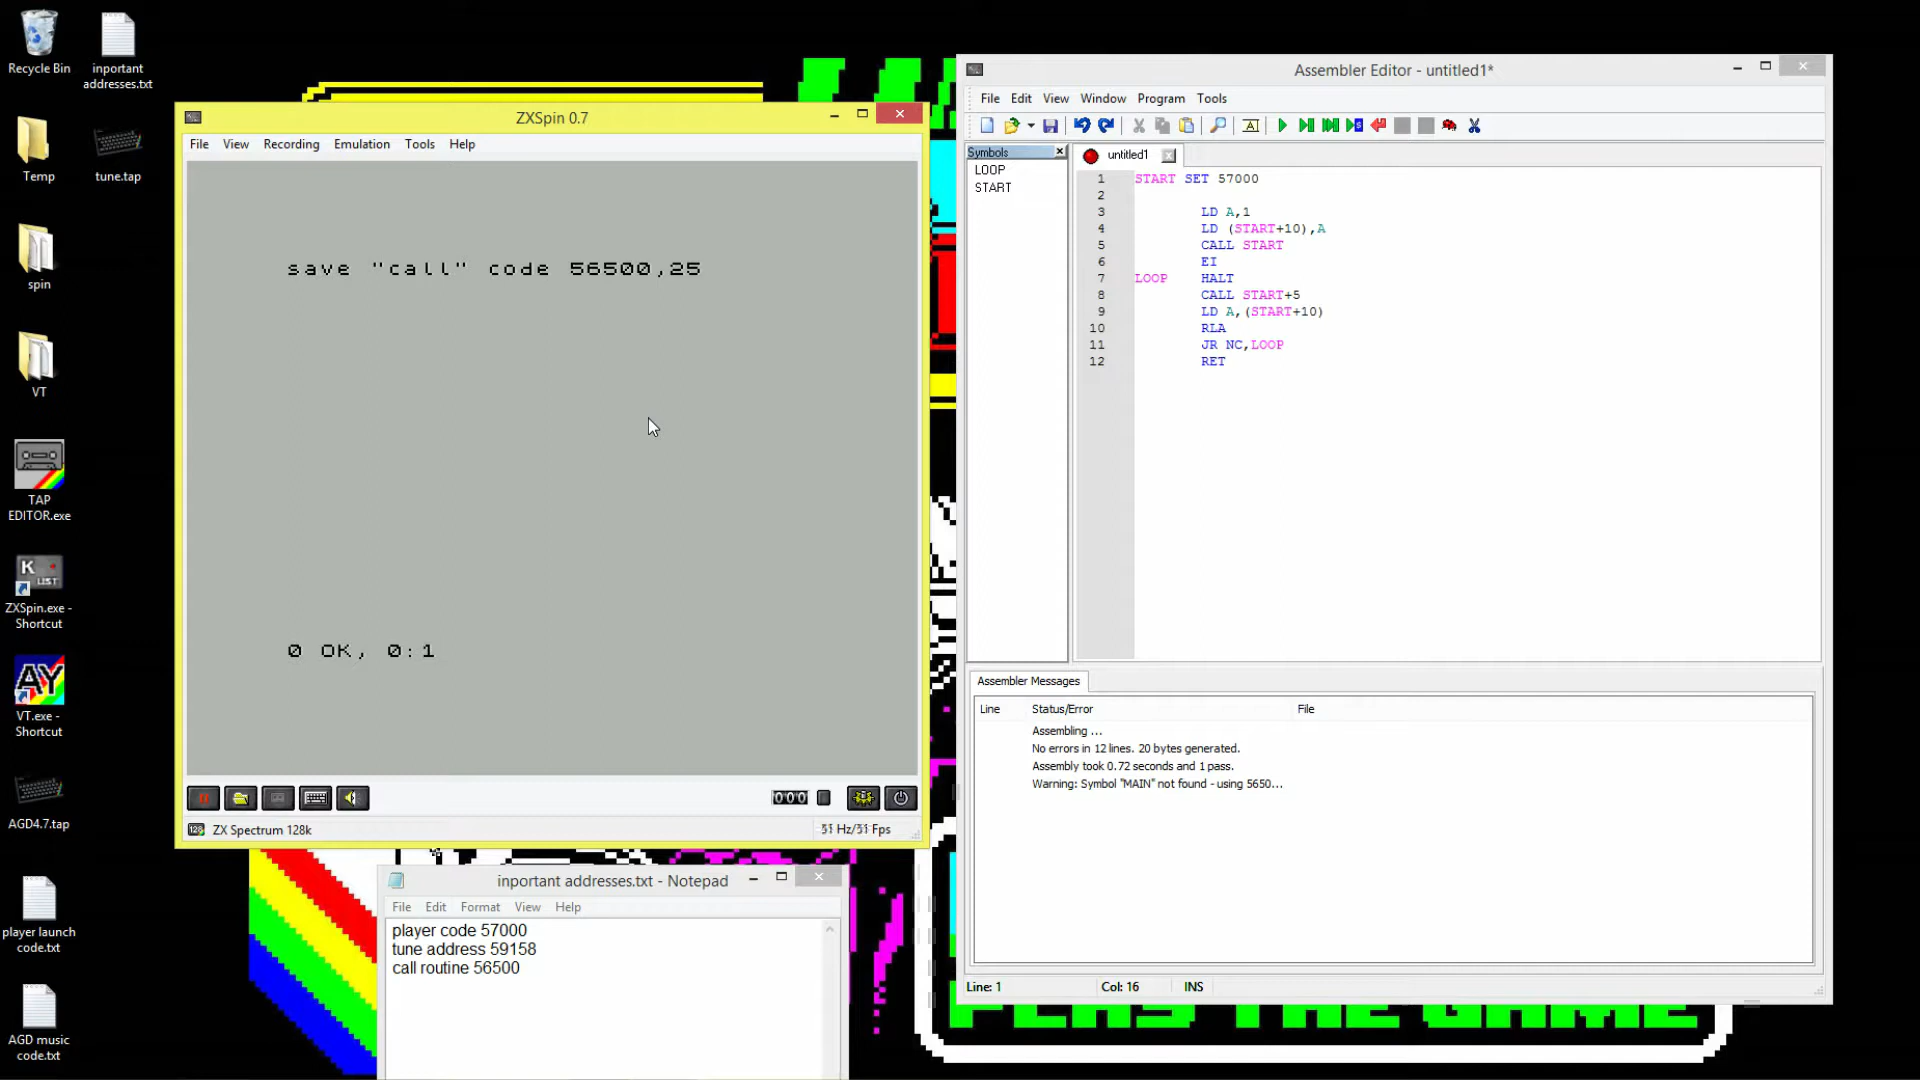 Recycle Bin
inportant addresses.txt
Temp
tune.tap
spin
VT
TAP EDITOR.exe
ZXSpin.exe - Shortcut
VT.exe - Shortcut
AGD4.7.tap
player launch code.txt
AGD music code.txt
K
LIST
AY
ZXSpin 0.7
File View Recording Emulation Tools Help
save "call" code 56500,25
0 OK, 0:1
000
128 ZX Spectrum 128k
51 Hz/51 Fps
inportant addresses.txt - Notepad
File Edit Format View Help
player code 57000
tune address 59158
call routine 56500
Assembler Editor - untitled1*
File Edit View Window Program Tools
Symbols
LOOP
START
untitled1
1 START SET 57000
2
3 LD A,1
4 LD (START+10),A
5 CALL START
6 EI
7 LOOP HALT
8 CALL START+5
9 LD A,(START+10)
10 RLA
11 JR NC,LOOP
12 RET
Assembler Messages
Line Status/Error File
Assembling ...
No errors in 12 lines. 20 bytes generated.
Assembly took 0.72 seconds and 1 pass.
Warning: Symbol "MAIN" not found - using 5650...
Line: 1 Col: 16 INS
PLAY THE GAME